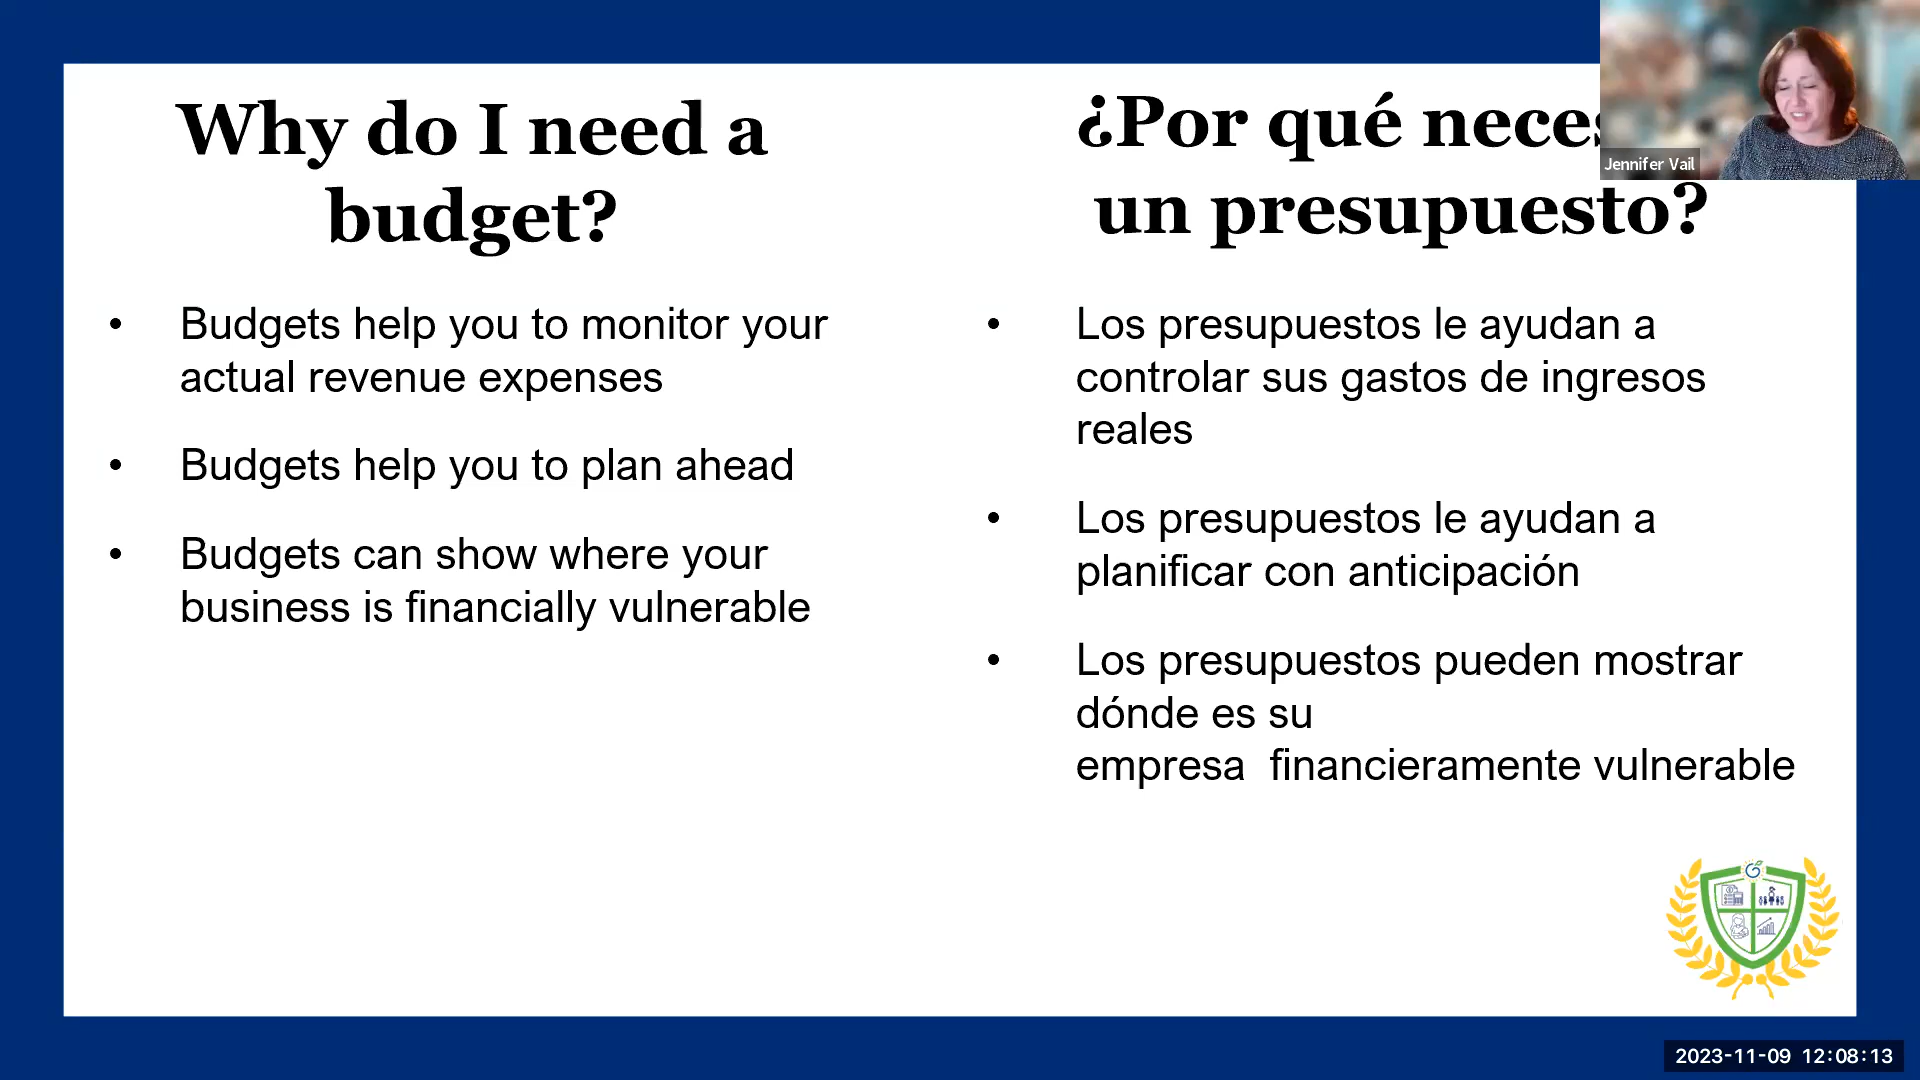 Why do I need a
budget?
Budgets help you to monitor your
actual revenue expenses
Budgets help you to plan ahead
Budgets can show where your
business is financially vulnerable
¿Por qué
un presupuesto?
Los presupuestos le ayudan a
controlar sus gastos de ingresos
reales
Los presupuestos le ayudan a
planificar con anticipación
Los presupuestos pueden mostrar
dónde es su
empresa  financieramente vulnerable
Jennifer Vail
2023-11-09 12:08:13